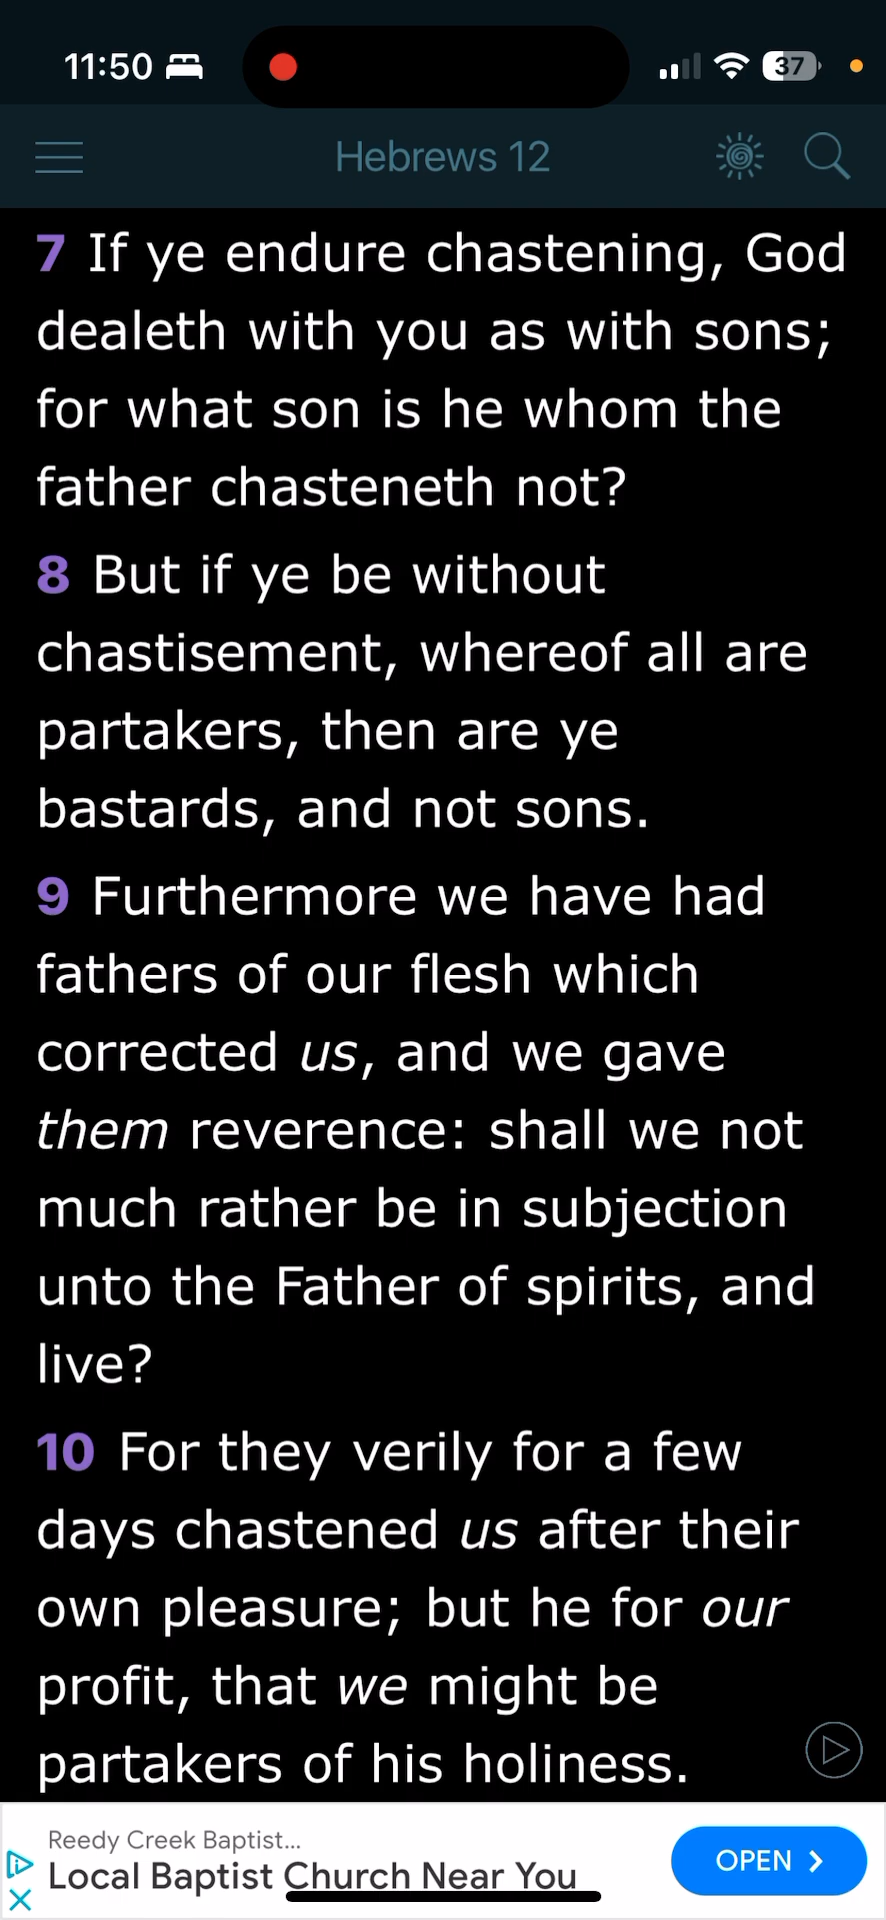 11:50
37
Hebrews 12
7 If ye endure chastening, God
dealeth with you as with sons;
for what son is he whom the
father chasteneth not?
8 But if ye be without
chastisement, whereof all are
partakers, then are ye
bastards, and not sons.
9 Furthermore we have had
fathers of our flesh which
corrected us, and we gave
them reverence: shall we not
much rather be in subjection
unto the Father of spirits, and
live?
10 For they verily for a few
days chastened us after their
own pleasure; but he for our
profit, that we might be
partakers of his holiness.
Reedy Creek Baptist...
Local Baptist Church Near You
OPEN